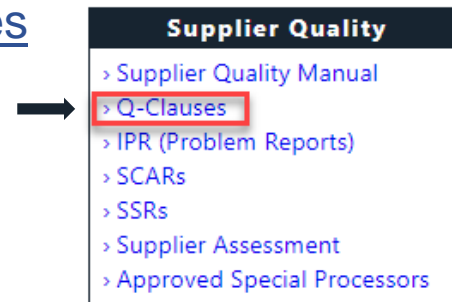 es
Supplier Quality
› Supplier Quality Manual
› Q-Clauses
› IPR (Problem Reports)
› SCARs
› SSRs
› Supplier Assessment
› Approved Special Processors